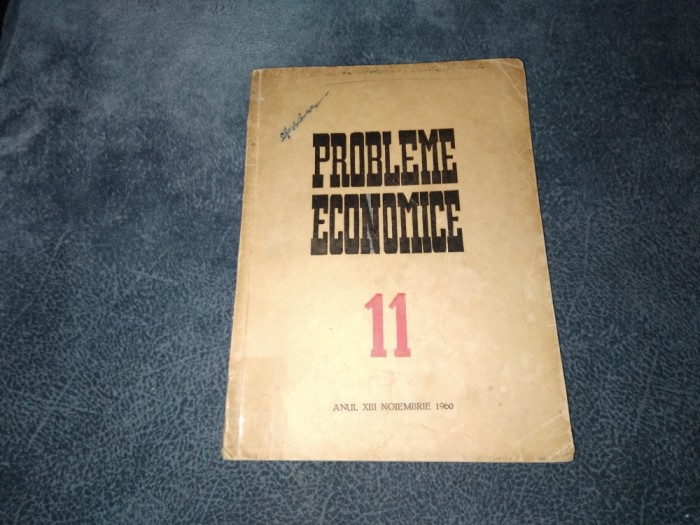 PROBLEME
ECONOMICE
11
ANUL XIII NOIEMBRIE 1960